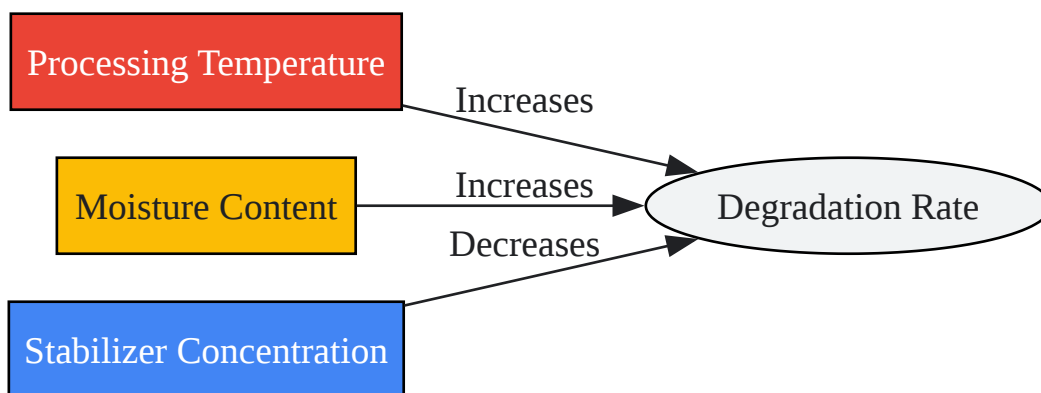 Processing Temperature
Increases
Moisture Content
Increases
Degradation Rate
Decreases
Stabilizer Concentration